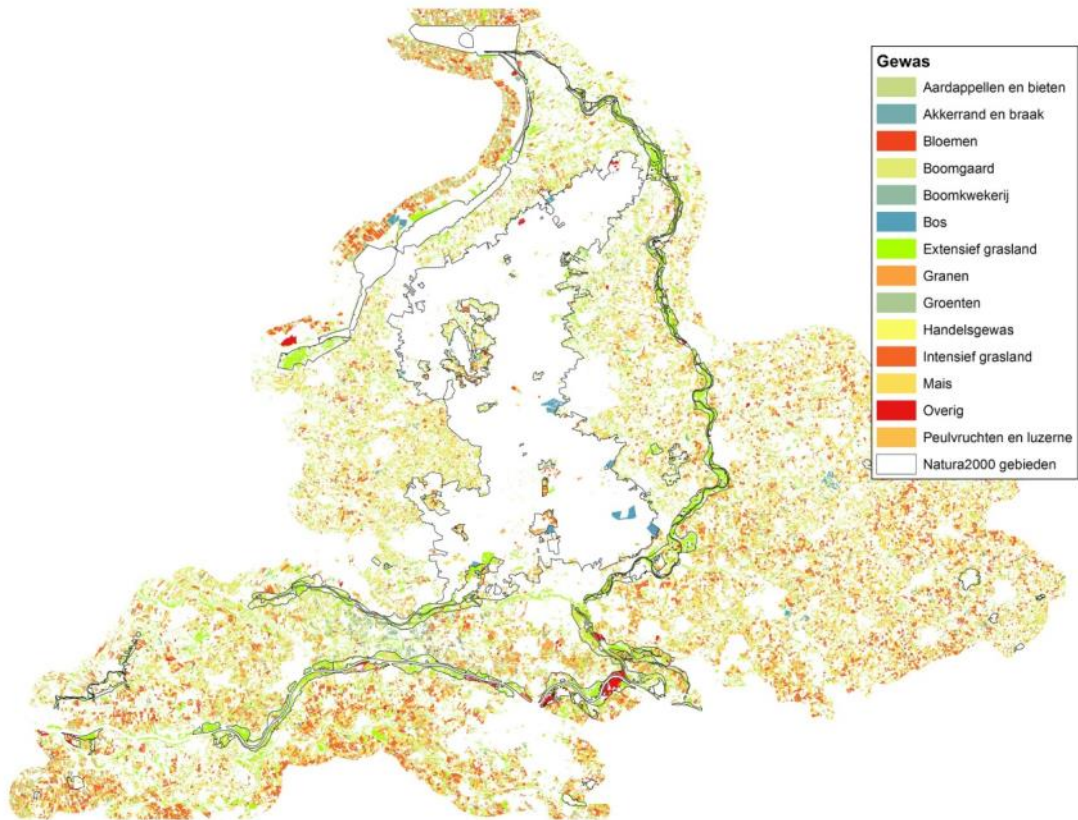 Gewas
Aardappellen en bieten
Akkerrand en braak
Bloemen
Boomgaard
Boomkwekerij
Bos
Extensief grasland
Granen
Groenten
Handelsgewas
Intensief grasland
Mais
Overig
Peulvruchten en luzerne
Natura2000 gebieden